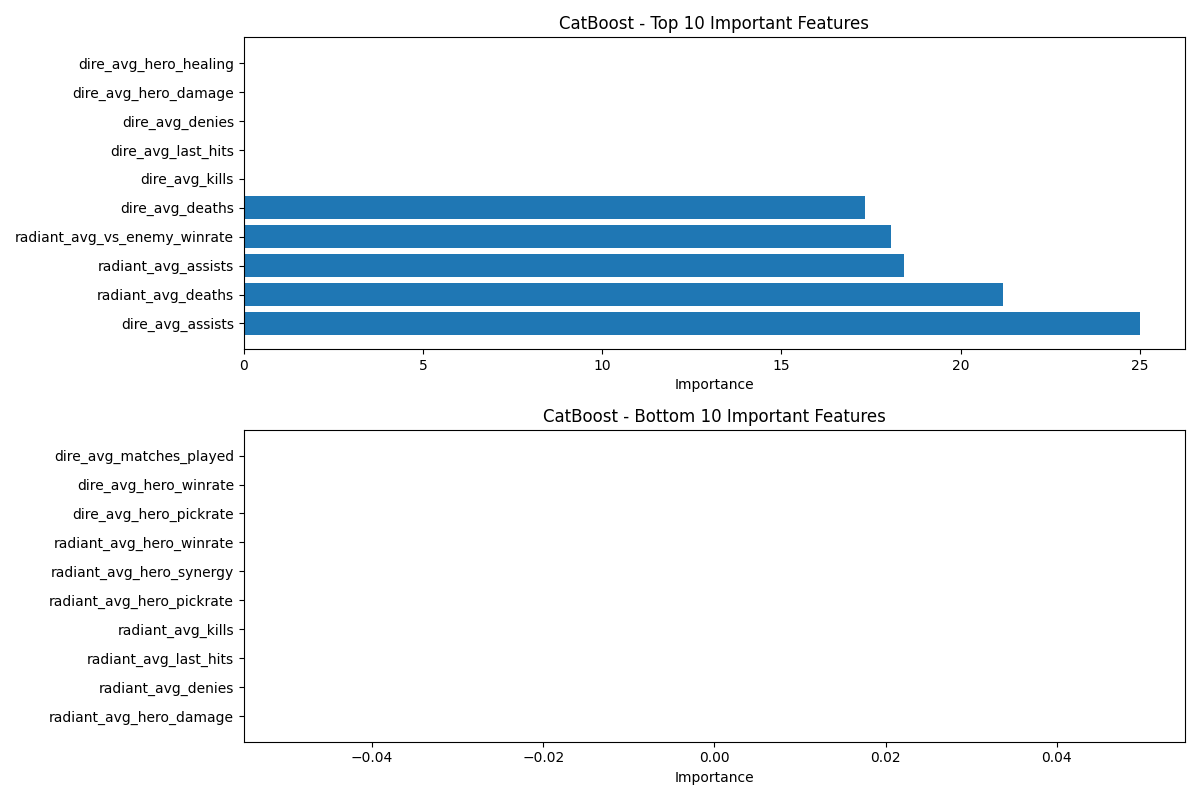 CatBoost - Top 10 Important Features
dire_avg_hero_healing
dire_avg_hero_damage
dire_avg_denies
dire_avg_last_hits
dire_avg_kills
dire_avg_deaths
radiant_avg_vs_enemy_winrate
radiant_avg_assists
radiant_avg_deaths
dire_avg_assists
0 5 10 15 20 25
Importance
CatBoost - Bottom 10 Important Features
dire_avg_matches_played
dire_avg_hero_winrate
dire_avg_hero_pickrate
radiant_avg_hero_winrate
radiant_avg_hero_synergy
radiant_avg_hero_pickrate
radiant_avg_kills
radiant_avg_last_hits
radiant_avg_denies
radiant_avg_hero_damage
−0.04 −0.02 0.00 0.02 0.04
Importance